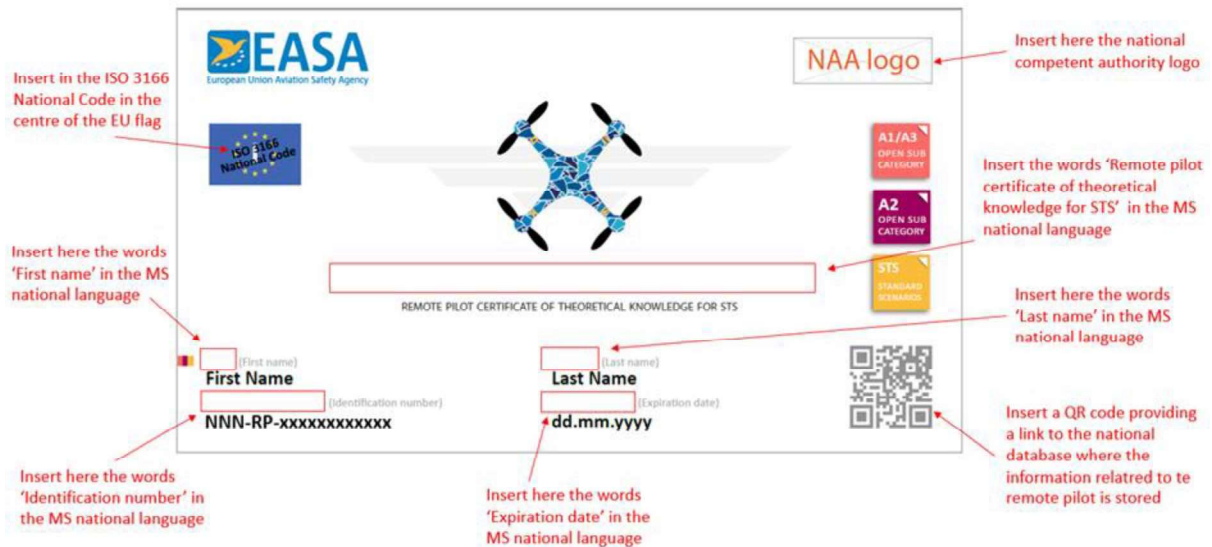 EASA
European Union Aviation Safety Agency
NAA logo
Insert here the national
competent authority logo
Insert in the ISO 3166
National Code in the
centre of the EU flag
ISO 3166
National Code
A1/A3
OPEN SUB
CATEGORY
Insert the words ‘Remote pilot
certificate of theoretical
knowledge for STS’ in the MS
national language
A2
OPEN SUB
CATEGORY
Insert here the words
‘First name’ in the MS
national language
STS
STANDARD
SCENARIOS
REMOTE PILOT CERTIFICATE OF THEORETICAL KNOWLEDGE FOR STS
Insert here the words
‘Last name’ in the MS
national language
(First name)
First Name
(Last name)
Last Name
(Identification number)
NNN-RP-xxxxxxxxxxxx
(Expiration date)
dd.mm.yyyy
Insert a QR code providing
a link to the national
database where the
information relatred to te
remote pilot is stored
Insert here the words
‘Identification number’ in
the MS national language
Insert here the words
‘Expiration date’ in the
MS national language